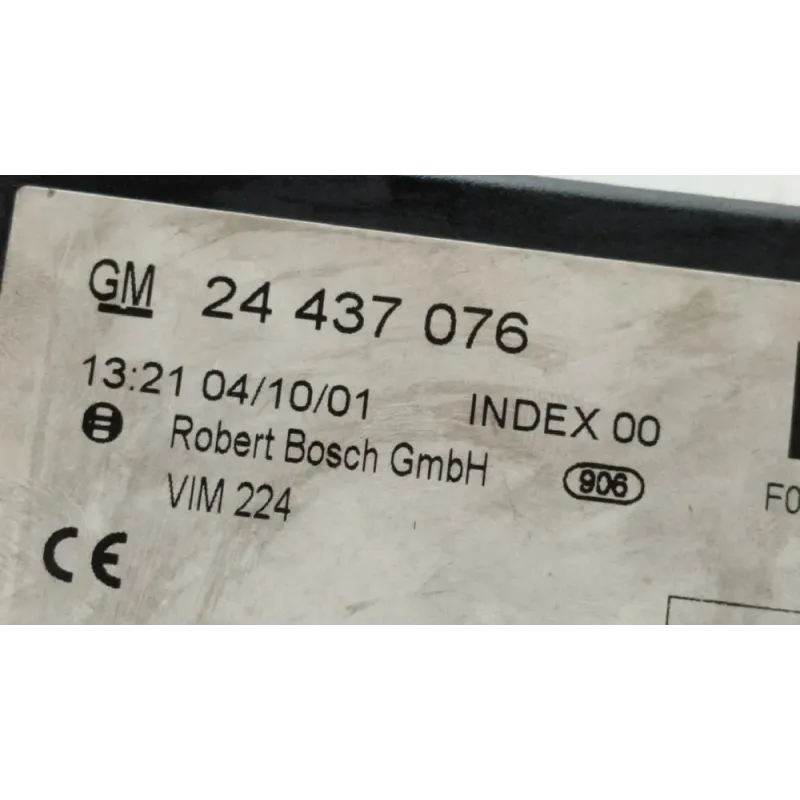 GM 24 437 076
13:21 04/10/01 INDEX 00
Robert Bosch GmbH 906
VIM 224 F0
CE